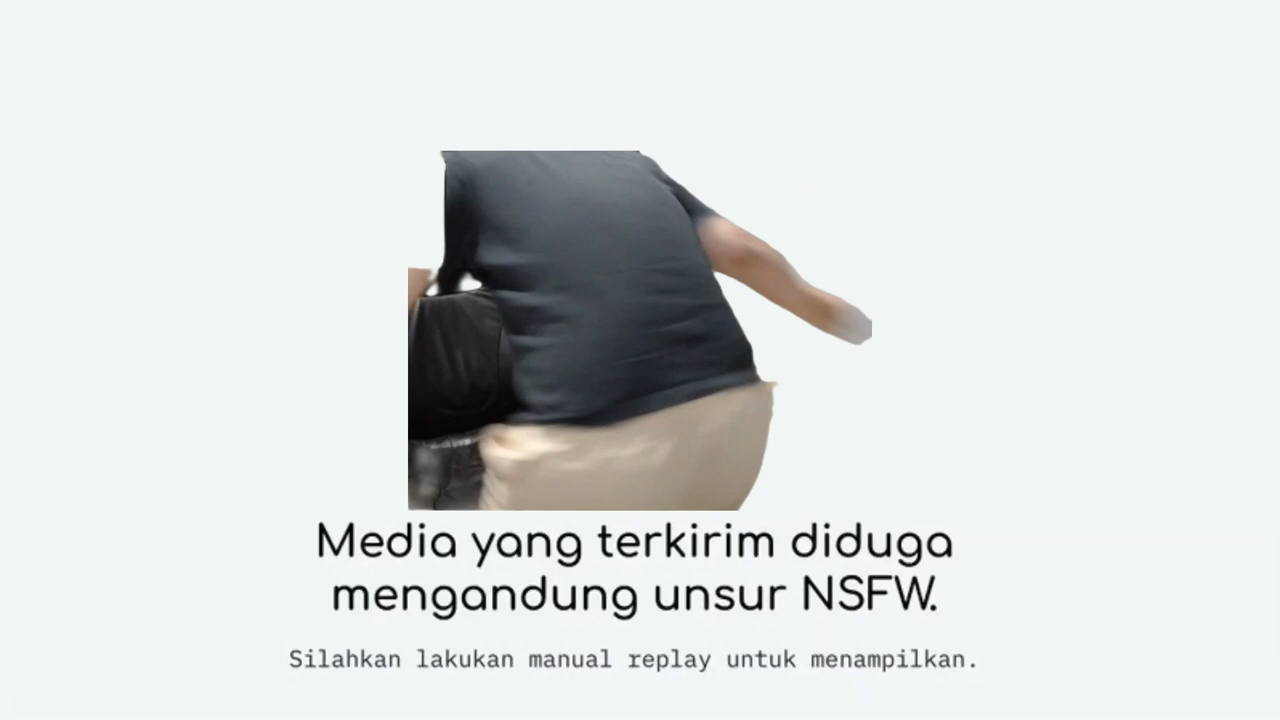 Media yang terkirim diduga
mengandung unsur NSFW.
Silahkan lakukan manual replay untuk menampilkan.